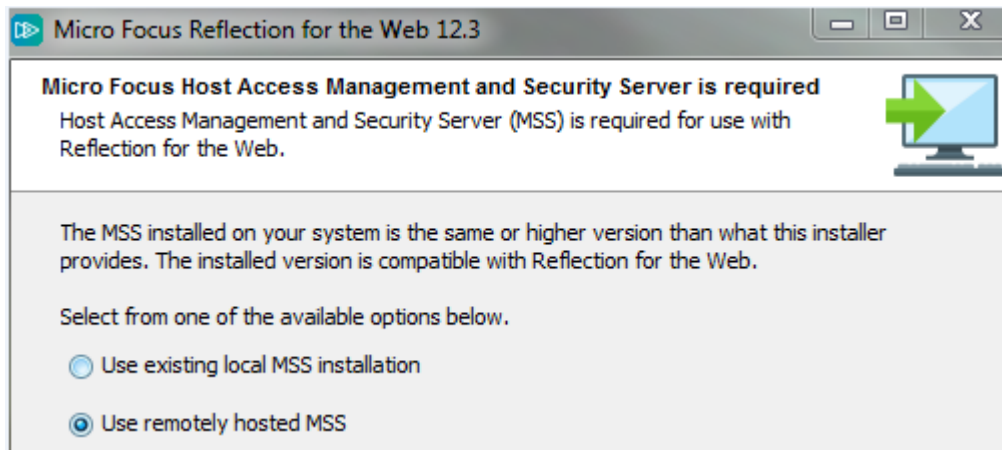 Micro Focus Reflection for the Web 12.3
Micro Focus Host Access Management and Security Server is required
Host Access Management and Security Server (MSS) is required for use with
Reflection for the Web.
The MSS installed on your system is the same or higher version than what this installer
provides. The installed version is compatible with Reflection for the Web.
Select from one of the available options below.
Use existing local MSS installation
Use remotely hosted MSS